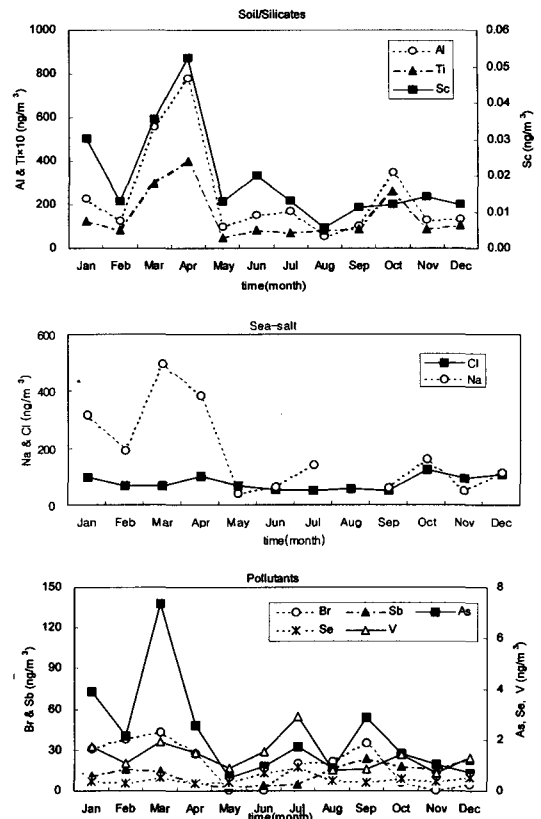 Soil/Silicates
1000
800
600
400
200
0
Al & Ti×10 (ng/m³)
0.06
0.05
0.04
0.03
0.02
0.01
0.00
Sc (ng/m³)
Al
Ti
Sc
Jan Feb Mar Apr May Jun Jul Aug Sep Oct Nov Dec
time(month)
Sea-salt
600
400
200
0
Na & Cl (ng/m³)
Cl
Na
Jan Feb Mar Apr May Jun Jul Aug Sep Oct Nov Dec
time(month)
Pollutants
150
120
90
60
30
0
Br & Sb (ng/m³)
8
6
4
2
0
As, Se, V (ng/m³)
Br Sb As
Se V
Jan Feb Mar Apr May Jun Jul Aug Sep Oct Nov Dec
time(month)